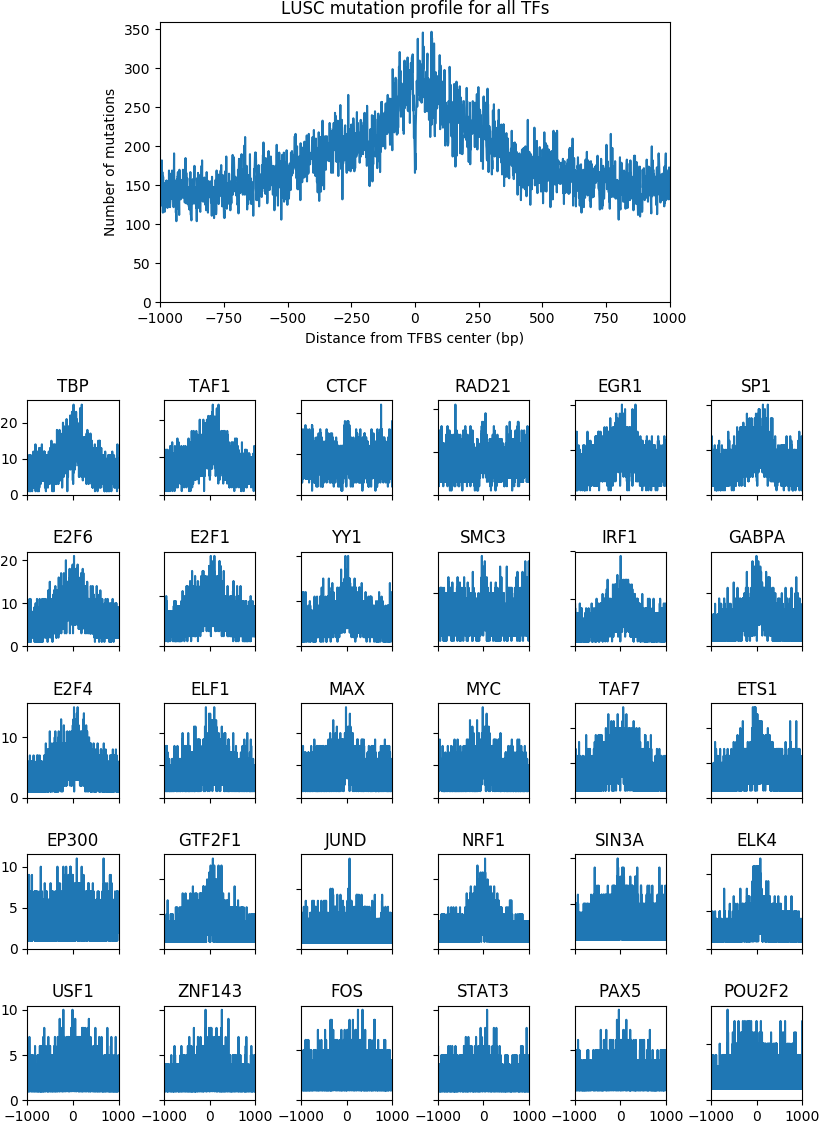 LUSC mutation profile for all TFs
350
300
250
200
150
100
50
0
Number of mutations
−1000 −750 −500 −250 0 250 500 750 1000
Distance from TFBS center (bp)
TBP TAF1 CTCF RAD21 EGR1 SP1
20
10
0
E2F6 E2F1 YY1 SMC3 IRF1 GABPA
20
10
0
E2F4 ELF1 MAX MYC TAF7 ETS1
10
0
EP300 GTF2F1 JUND NRF1 SIN3A ELK4
10
5
0
USF1 ZNF143 FOS STAT3 PAX5 POU2F2
10
5
0
−1000 0 1000 −1000 0 1000 −1000 0 1000 −1000 0 1000 −1000 0 1000 −1000 0 1000